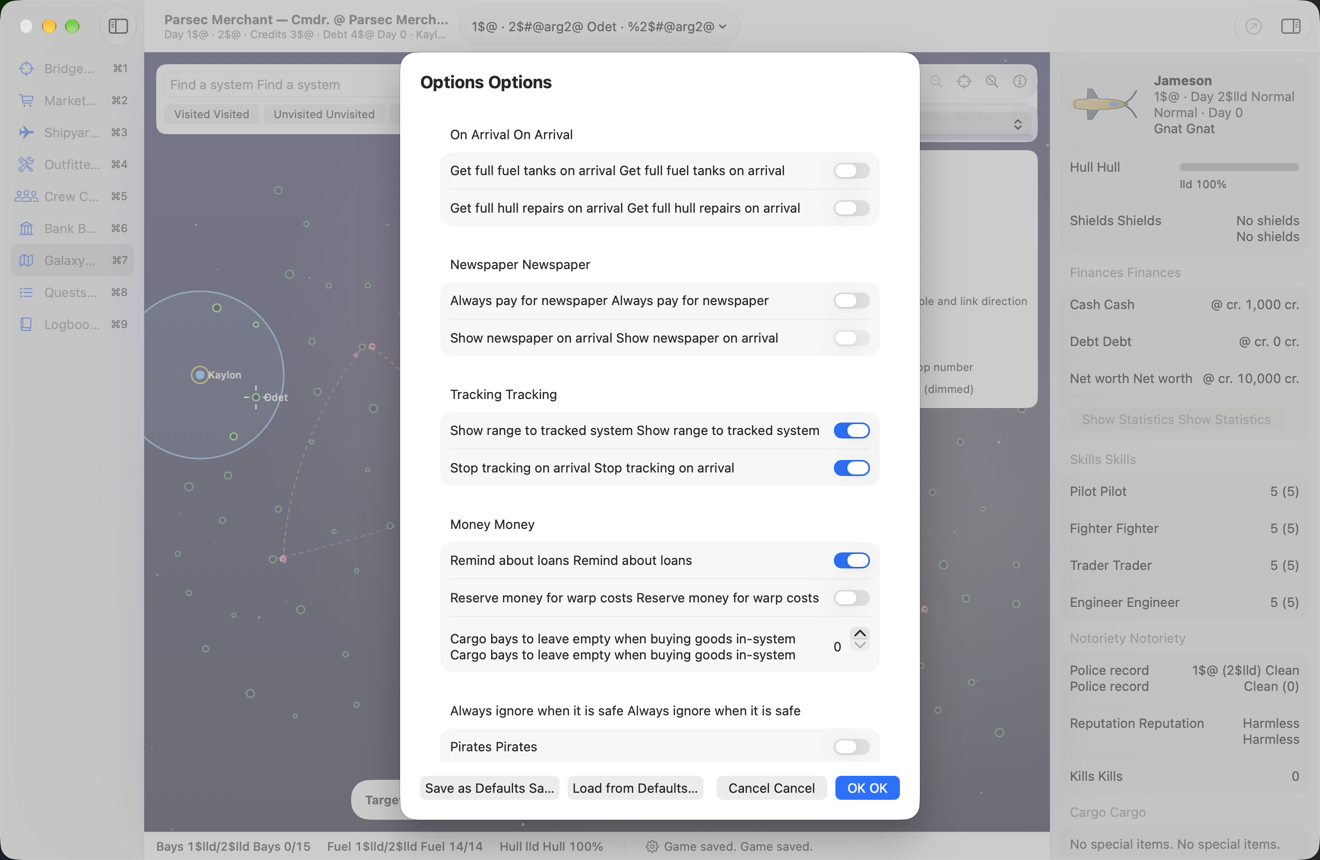 Parsec Merchant — Cmdr. @ Parsec Merch...
Day 1$@ · 2$@ · Credits 3$@ · Debt 4$@ Day 0 · Kayl...
1$@ · 2$#@arg2@ Odet · %2$#@arg2@
Bridge... ⌘1
Market... ⌘2
Shipyar... ⌘3
Outfitte... ⌘4
Crew C... ⌘5
Bank B... ⌘6
Galaxy... ⌘7
Quests... ⌘8
Logboo... ⌘9
Find a system Find a system
Visited Visited
Unvisited Unvisited
Kaylon
Odet
ble and link direction
op number
(dimmed)
Options Options
On Arrival On Arrival
Get full fuel tanks on arrival Get full fuel tanks on arrival
Get full hull repairs on arrival Get full hull repairs on arrival
Newspaper Newspaper
Always pay for newspaper Always pay for newspaper
Show newspaper on arrival Show newspaper on arrival
Tracking Tracking
Show range to tracked system Show range to tracked system
Stop tracking on arrival Stop tracking on arrival
Money Money
Remind about loans Remind about loans
Reserve money for warp costs Reserve money for warp costs
Cargo bays to leave empty when buying goods in-system
Cargo bays to leave empty when buying goods in-system
0
Always ignore when it is safe Always ignore when it is safe
Pirates Pirates
Save as Defaults Sa...
Load from Defaults...
Cancel Cancel
OK OK
Targe
Jameson
1$@ · Day 2$lld Normal
Normal · Day 0
Gnat Gnat
Hull Hull
lld 100%
Shields Shields
No shields
No shields
Finances Finances
Cash Cash @ cr. 1,000 cr.
Debt Debt @ cr. 0 cr.
Net worth Net worth @ cr. 10,000 cr.
Show Statistics Show Statistics
Skills Skills
Pilot Pilot 5 (5)
Fighter Fighter 5 (5)
Trader Trader 5 (5)
Engineer Engineer 5 (5)
Notoriety Notoriety
Police record 1$@ (2$lld) Clean
Police record Clean (0)
Reputation Reputation Harmless
Harmless
Kills Kills 0
Cargo Cargo
No special items. No special items.
Bays 1$lld/2$lld Bays 0/15
Fuel 1$lld/2$lld Fuel 14/14
Hull lld Hull 100%
Game saved. Game saved.